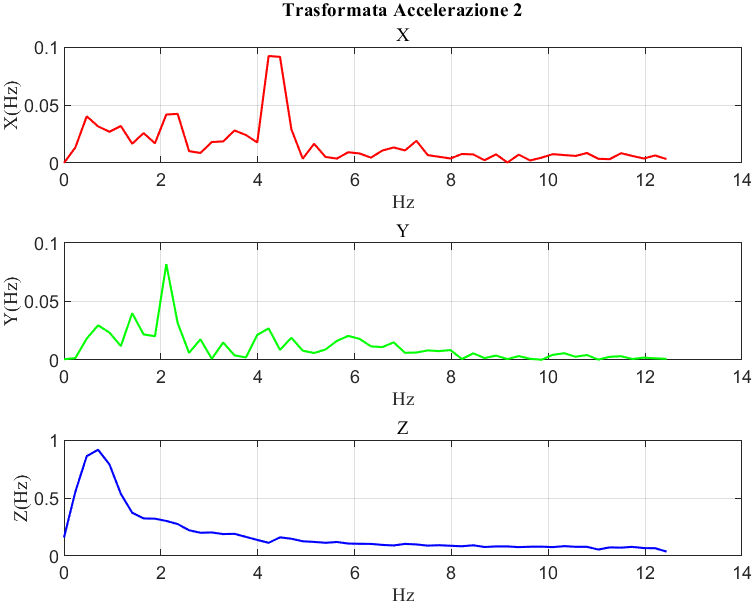 Trasformata Accelerazione 2
X
X(Hz)
0.1
0.05
0
0 2 4 6 8 10 12 14
Hz
Y
Y(Hz)
0.1
0.05
0
0 2 4 6 8 10 12 14
Hz
Z
Z(Hz)
1
0.5
0
0 2 4 6 8 10 12 14
Hz